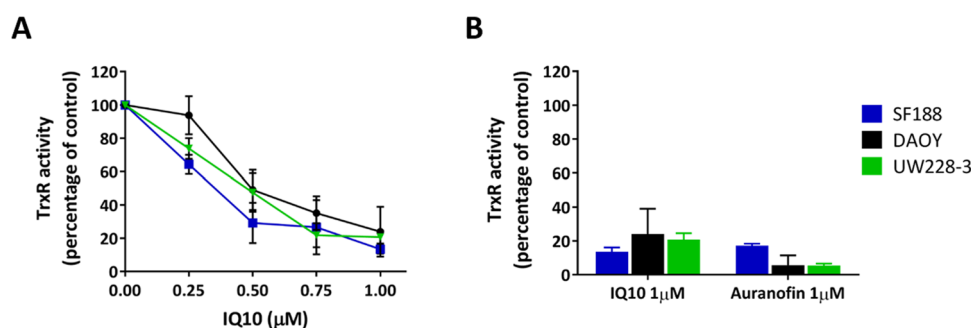 A
TrxR activity
(percentage of control)
120
100
80
60
40
20
0
0.00 0.25 0.50 0.75 1.00
IQ10 (µM)
B
TrxR activity
(percentage of control)
120
100
80
60
40
20
0
IQ10 1µM Auranofin 1µM
SF188
DAOY
UW228-3